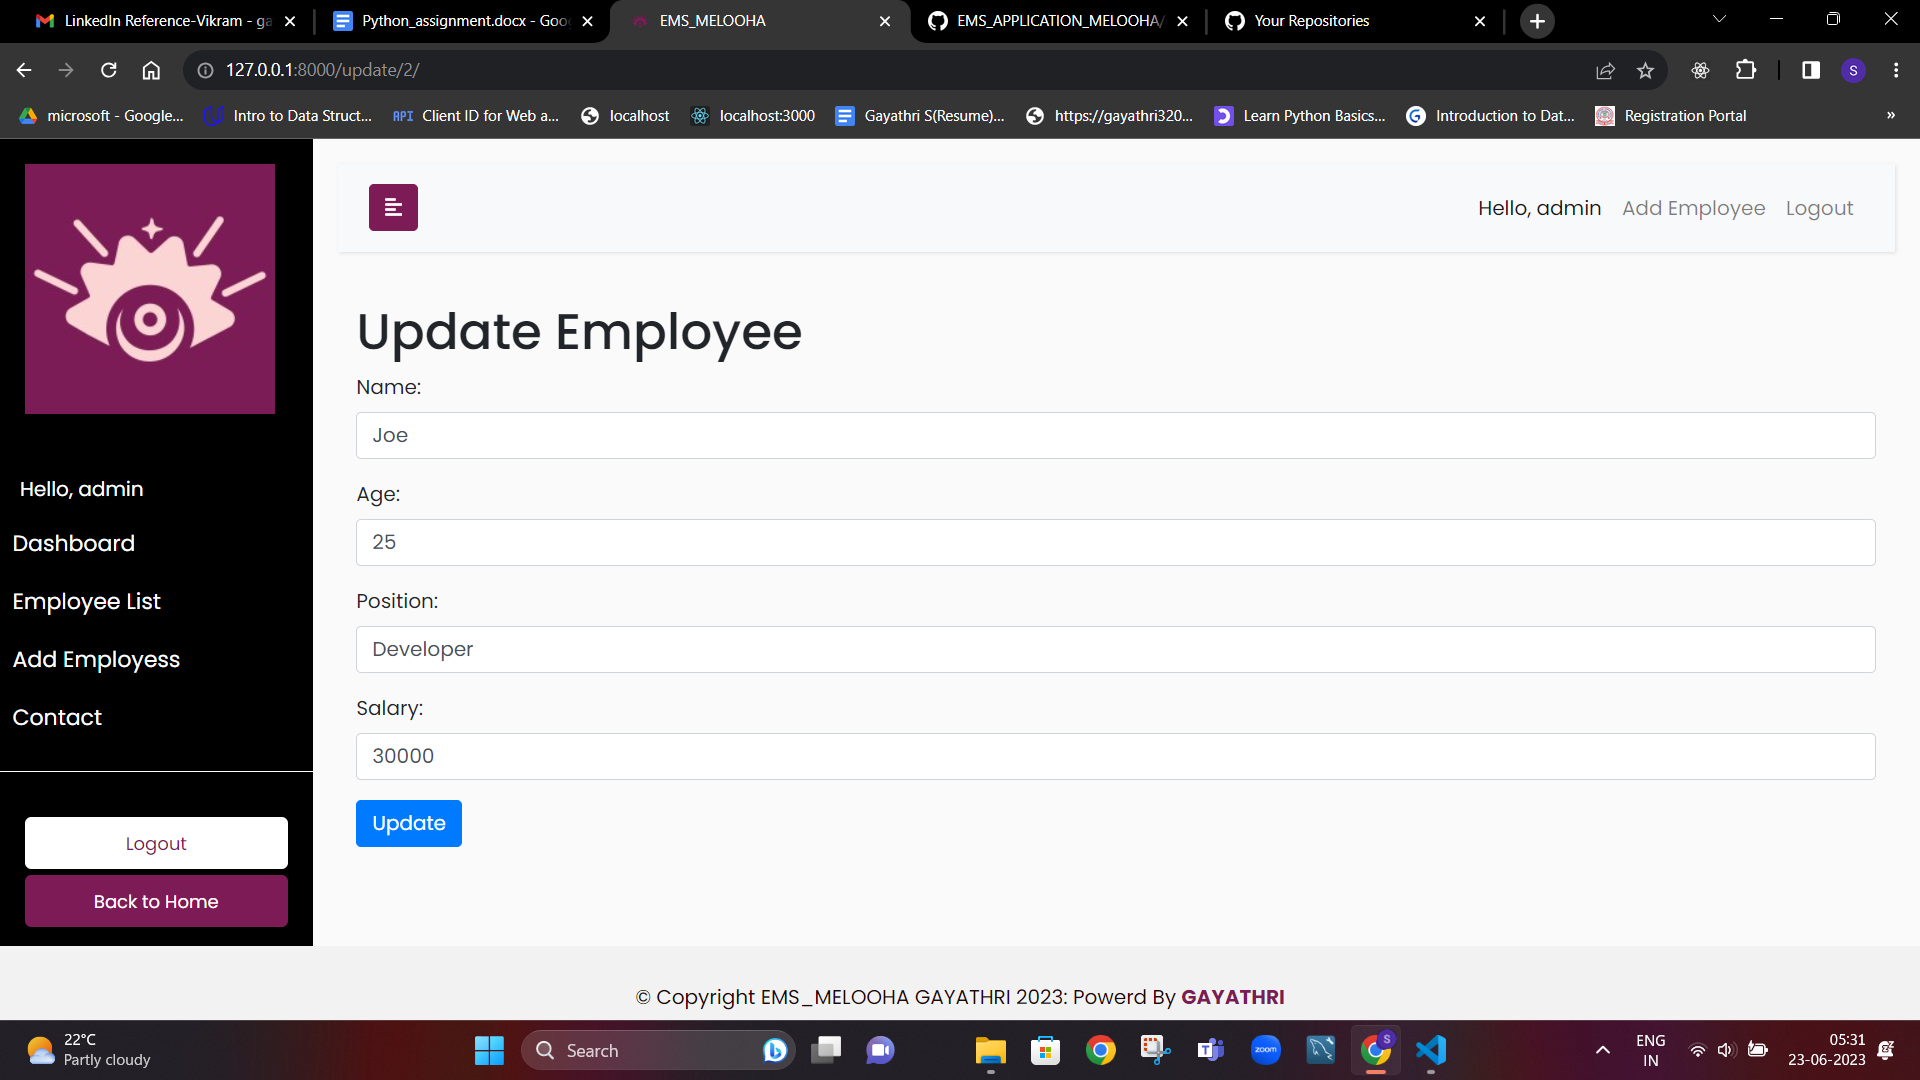 LinkedIn Reference-Vikram - ga
Python_assignment.docx - Goo
EMS_MELOOHA
EMS_APPLICATION_MELOOHA/
Your Repositories
127.0.0.1:8000/update/2/
S
microsoft - Google...
Intro to Data Struct...
API Client ID for Web a...
localhost
localhost:3000
Gayathri S(Resume)...
https://gayathri320...
Learn Python Basics...
Introduction to Dat...
Registration Portal
»
Hello, admin
Dashboard
Employee List
Add Employess
Contact
Logout
Back to Home
Hello, admin Add Employee Logout
Update Employee
Name:
Joe
Age:
25
Position:
Developer
Salary:
30000
Update
© Copyright EMS_MELOOHA GAYATHRI 2023: Powerd By GAYATHRI
22°C
Partly cloudy
Search
zoom
S
ENG
IN
05:31
23-06-2023